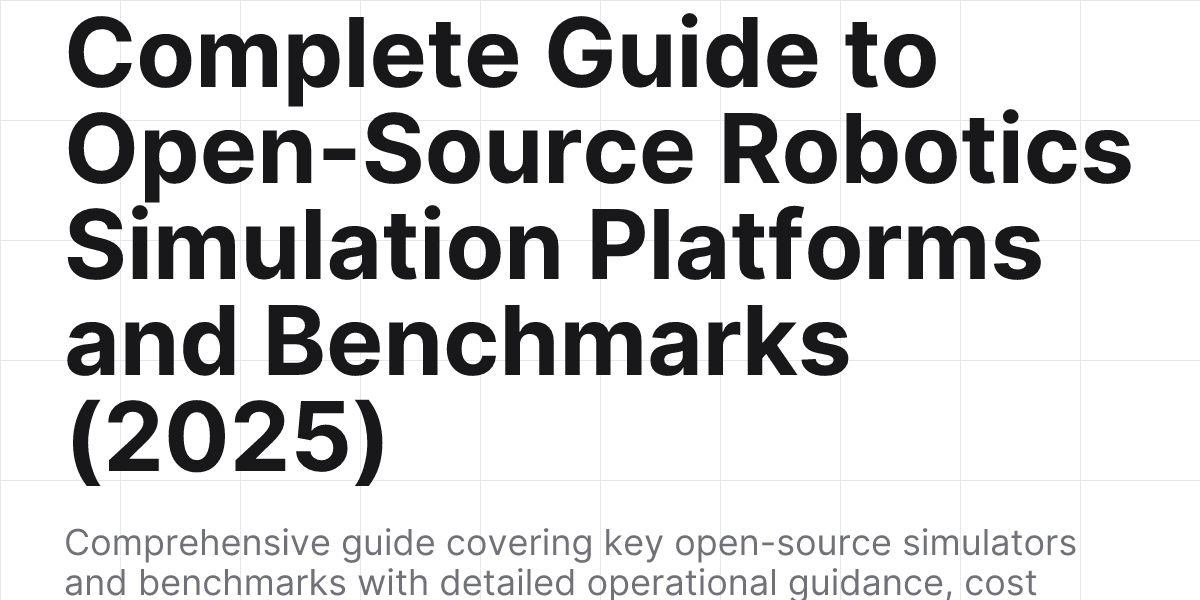 Complete Guide to
Open-Source Robotics
Simulation Platforms
and Benchmarks
(2025)
Comprehensive guide covering key open-source simulators
and benchmarks with detailed operational guidance, cost